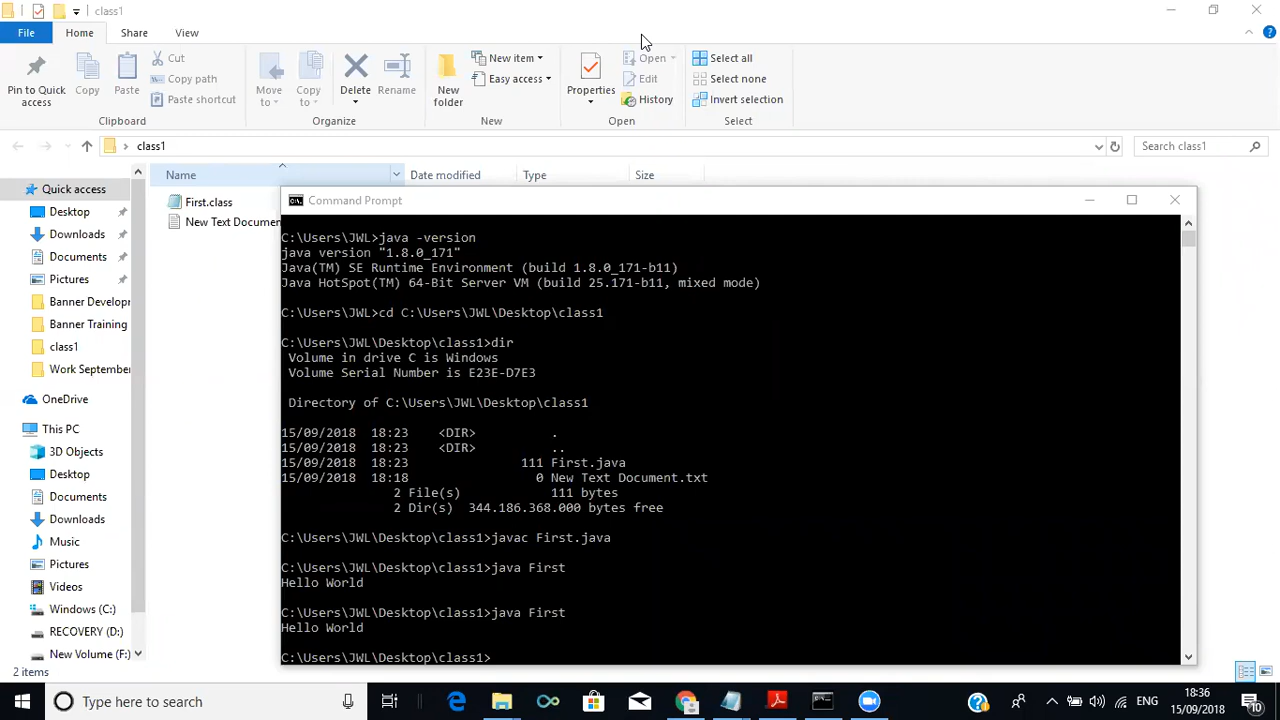 class1
File Home Share View
Pin to Quick access
Copy
Paste
Cut
Copy path
Paste shortcut
Clipboard
Move to
Copy to
Delete
Rename
Organize
New folder
New item
Easy access
New
Properties
Open
Edit
History
Open
Select all
Select none
Invert selection
Select
class1
Search class1
Name Date modified Type Size
Quick access
Desktop
Downloads
Documents
Pictures
Banner Developr
Banner Training
class1
Work September
OneDrive
This PC
3D Objects
Desktop
Documents
Downloads
Music
Pictures
Videos
Windows (C:)
RECOVERY (D:)
New Volume (F:)
2 items
First.class
New Text Documen
Command Prompt
C:\Users\JWL>java -version
java version "1.8.0_171"
Java(TM) SE Runtime Environment (build 1.8.0_171-b11)
Java HotSpot(TM) 64-Bit Server VM (build 25.171-b11, mixed mode)
C:\Users\JWL>cd C:\Users\JWL\Desktop\class1
C:\Users\JWL\Desktop\class1>dir
Volume in drive C is Windows
Volume Serial Number is E23E-D7E3
Directory of C:\Users\JWL\Desktop\class1
15/09/2018 18:23 <DIR> .
15/09/2018 18:23 <DIR> ..
15/09/2018 18:23 111 First.java
15/09/2018 18:18 0 New Text Document.txt
2 File(s) 111 bytes
2 Dir(s) 344.186.368.000 bytes free
C:\Users\JWL\Desktop\class1>javac First.java
C:\Users\JWL\Desktop\class1>java First
Hello World
C:\Users\JWL\Desktop\class1>java First
Hello World
C:\Users\JWL\Desktop\class1>
Type here to search
ENG
18:36
15/09/2018
10